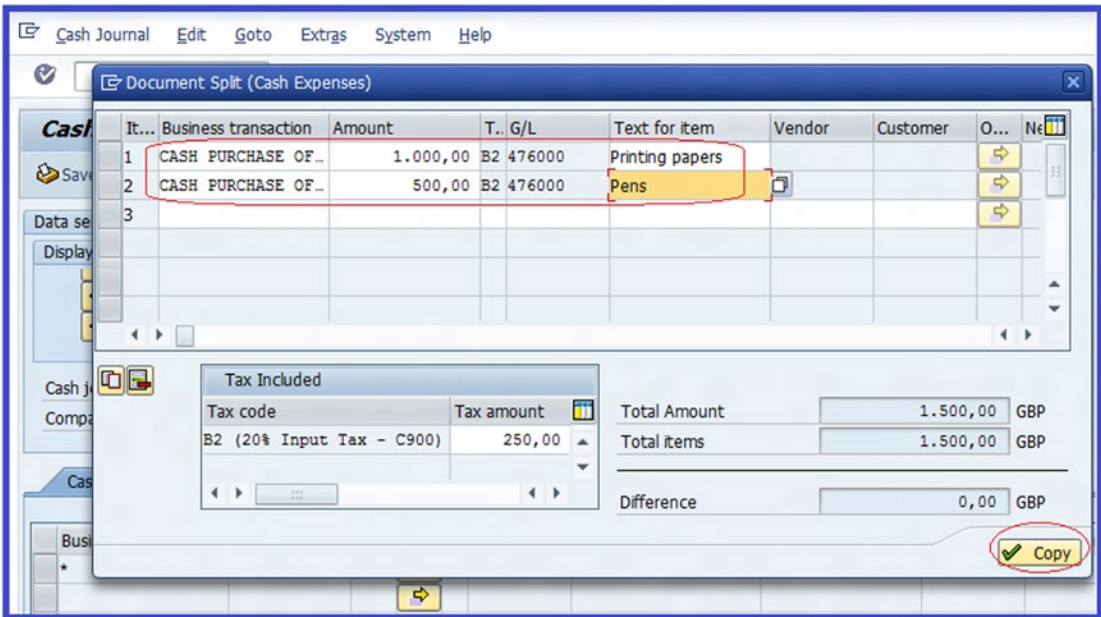 Cash Journal Edit Goto Extras System Help
Document Split (Cash Expenses)
Cash
Save
Data se
Display
Cash j
Compa
Cas
Busi
*
It... Business transaction Amount T.. G/L Text for item Vendor Customer O... Ne
1 CASH PURCHASE OF… 1.000,00 B2 476000 Printing papers
2 CASH PURCHASE OF… 500,00 B2 476000 Pens
3
Tax Included
Tax code Tax amount
B2 (20% Input Tax - C900) 250,00
Total Amount 1.500,00 GBP
Total items 1.500,00 GBP
Difference 0,00 GBP
Copy